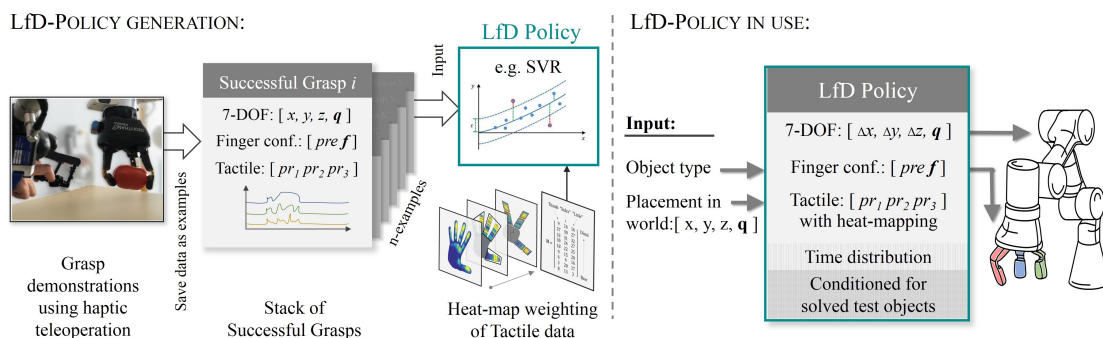 LfD-Policy generation:
Grasp
demonstrations
using haptic
teleoperation
Save data as examples
Successful Grasp i
7-DOF: [ x, y, z, q ]
Finger conf.: [ pre f ]
Tactile: [ pr1 pr2 pr3 ]
n-examples
Stack of
Successful Grasps
Input
LfD Policy
e.g. SVR
y
x
Heat-map weighting
of Tactile data
LfD-Policy in use:
Input:
Object type
Placement in
world:[ x, y, z, q ]
LfD Policy
7-DOF: [ Δx, Δy, Δz, q ]
Finger conf.: [ pre f ]
Tactile: [ pr1 pr2 pr3 ]
with heat-mapping
Time distribution
Conditioned for
solved test objects